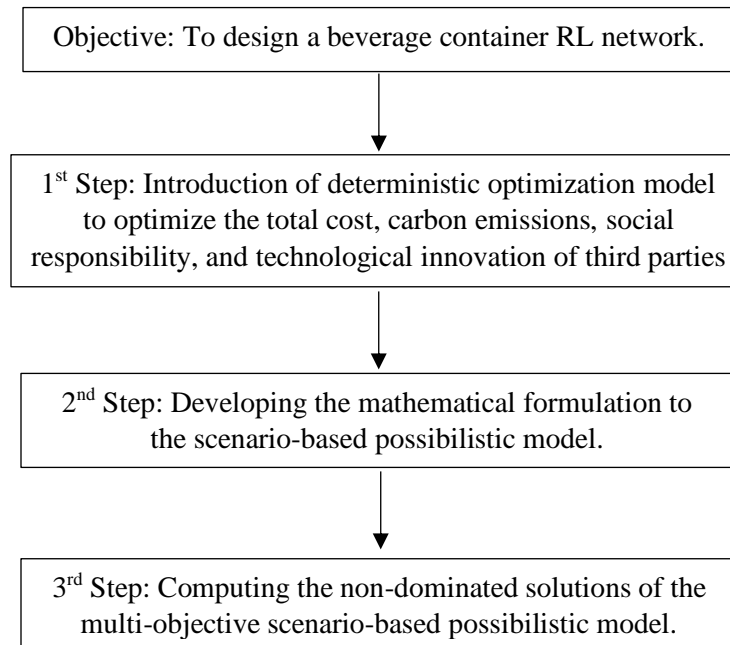 Objective: To design a beverage container RL network.
1st Step: Introduction of deterministic optimization model
to optimize the total cost, carbon emissions, social
responsibility, and technological innovation of third parties
2nd Step: Developing the mathematical formulation to
the scenario-based possibilistic model.
3rd Step: Computing the non-dominated solutions of the
multi-objective scenario-based possibilistic model.